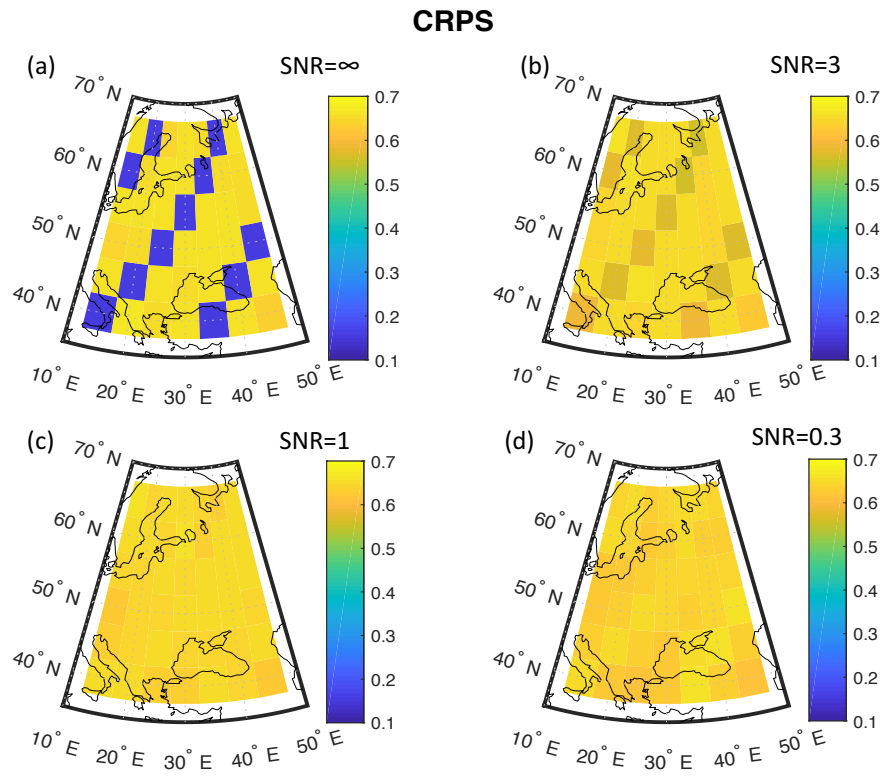 CRPS
(a)
SNR=∞
70° N
60° N
50° N
40° N
10° E
20° E
30° E
40° E
50° E
0.7
0.6
0.5
0.4
0.3
0.2
0.1
(b)
SNR=3
70° N
60° N
50° N
40° N
10° E
20° E
30° E
40° E
50° E
0.7
0.6
0.5
0.4
0.3
0.2
0.1
(c)
SNR=1
70° N
60° N
50° N
40° N
10° E
20° E
30° E
40° E
50° E
0.7
0.6
0.5
0.4
0.3
0.2
0.1
(d)
SNR=0.3
70° N
60° N
50° N
40° N
10° E
20° E
30° E
40° E
50° E
0.7
0.6
0.5
0.4
0.3
0.2
0.1